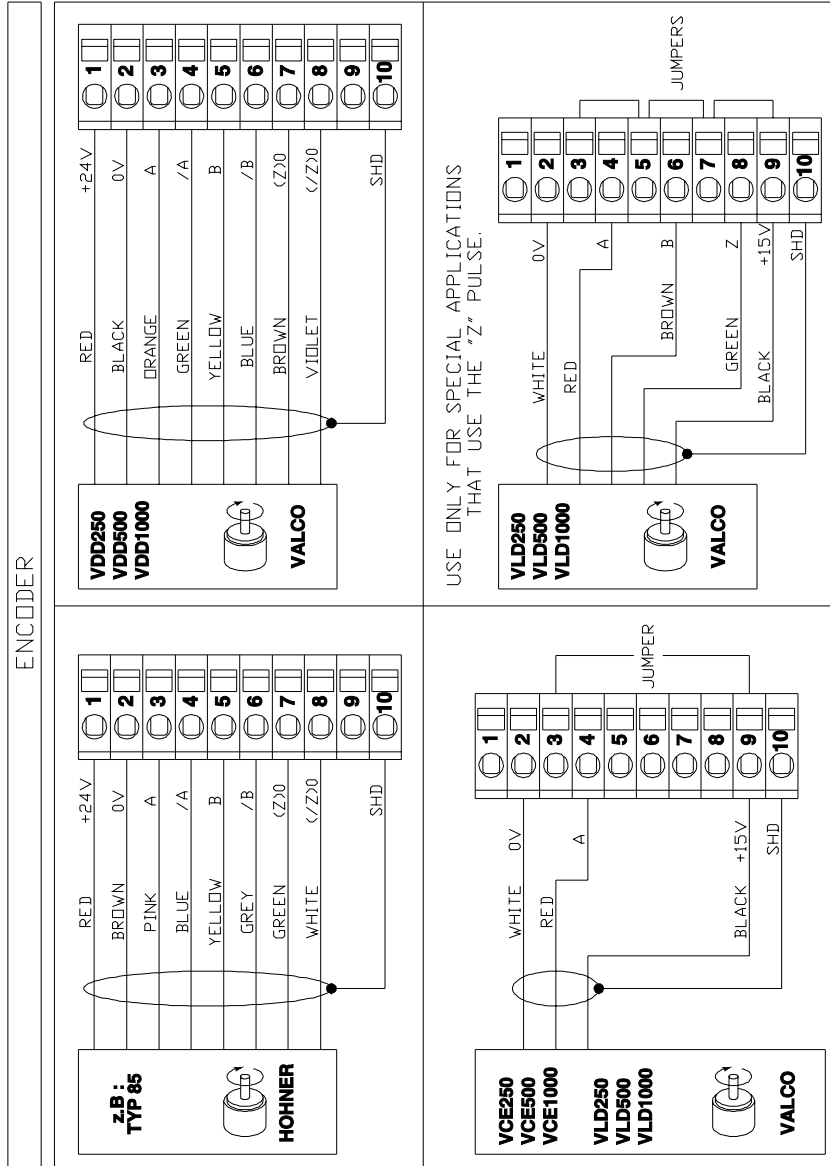 ENCODER
z.B :
TYP 85
HOHNER
RED +24V 1
BROWN 0V 2
PINK A 3
BLUE /A 4
YELLOW B 5
GREY /B 6
GREEN (Z)0 7
WHITE (/Z)0 8
9
SHD 10
VDD250
VDD500
VDD1000
VALCO
RED +24V 1
BLACK 0V 2
ORANGE A 3
GREEN /A 4
YELLOW B 5
BLUE /B 6
BROWN (Z)0 7
VIOLET (/Z)0 8
9
SHD 10
VCE250
VCE500
VCE1000
VLD250
VLD500
VLD1000
VALCO
1
WHITE 0V 2
RED 3
A 4
5
6
7
8
BLACK +15V 9
SHD 10
JUMPER
USE ONLY FOR SPECIAL APPLICATIONS
THAT USE THE "Z" PULSE.
VLD250
VLD500
VLD1000
VALCO
1
WHITE 0V 2
RED 3
A 4
5
BROWN B 6
7
GREEN Z 8
BLACK +15V 9
SHD 10
JUMPERS